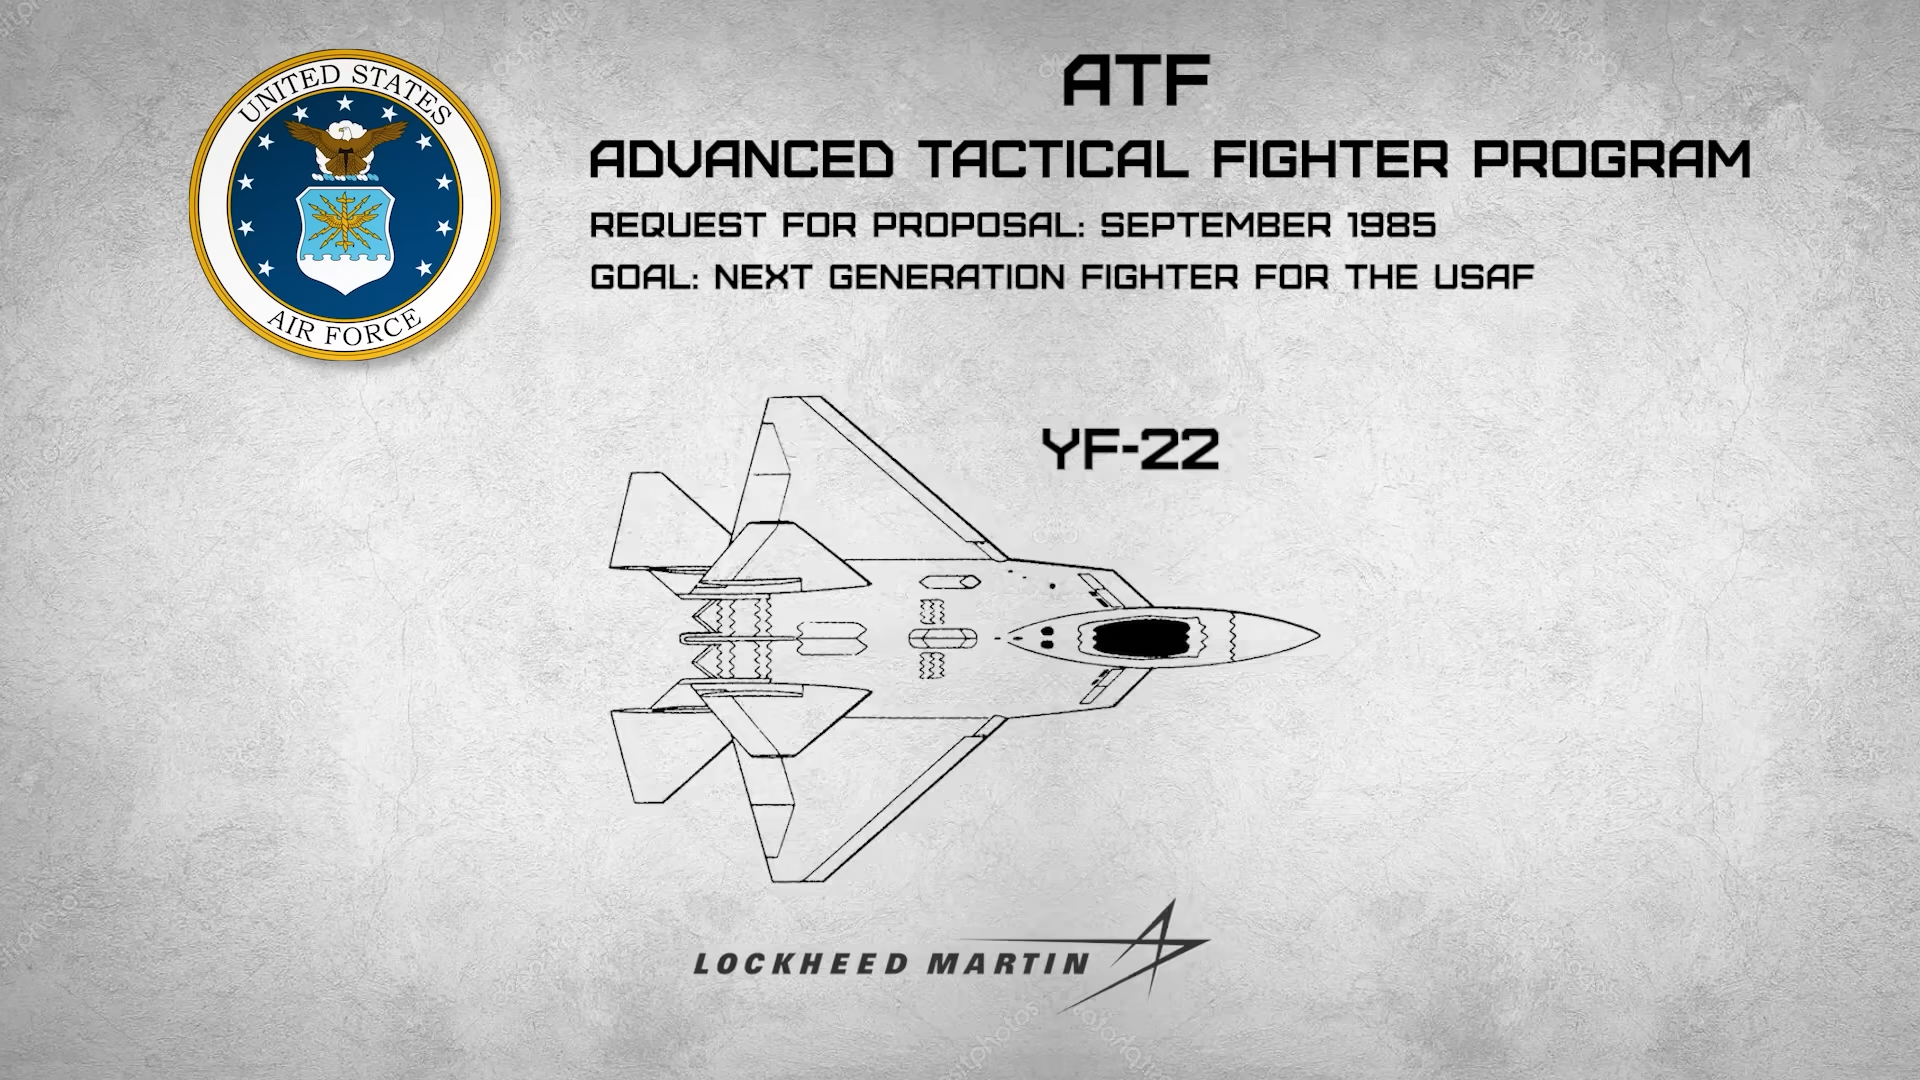 UNITED STATES
AIR FORCE
ATF
ADVANCED TACTICAL FIGHTER PROGRAM
REQUEST FOR PROPOSAL: SEPTEMBER 1985
GOAL: NEXT GENERATION FIGHTER FOR THE USAF
YF-22
LOCKHEED MARTIN